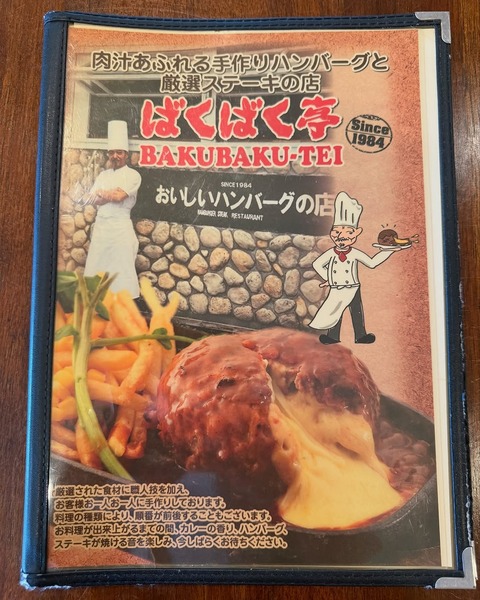 肉汁あふれる手作りハンバーグと
厳選ステーキの店
ばくばく亭
Since
1984
BAKUBAKU-TEI
SINCE1984
おいしいハンバーグの店
HAMBURGER STEAK RESTAURANT
厳選された食材に職人技を加え、
お客様お一人お一人に手作りしております。
料理の種類により、順番が前後することもございます。
お料理が出来上がるまでの間、カレーの香り、ハンバーグ、
ステーキが焼ける音を楽しみ、今しばらくお待ちください。